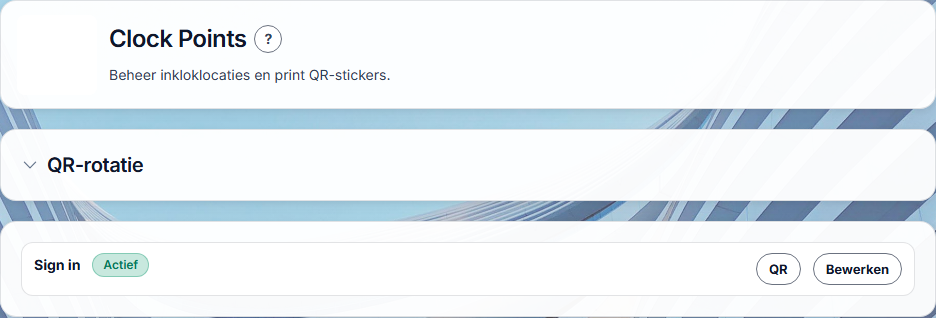 Clock Points ?
Beheer inkloklocaties en print QR-stickers.
QR-rotatie
Sign in Actief QR Bewerken